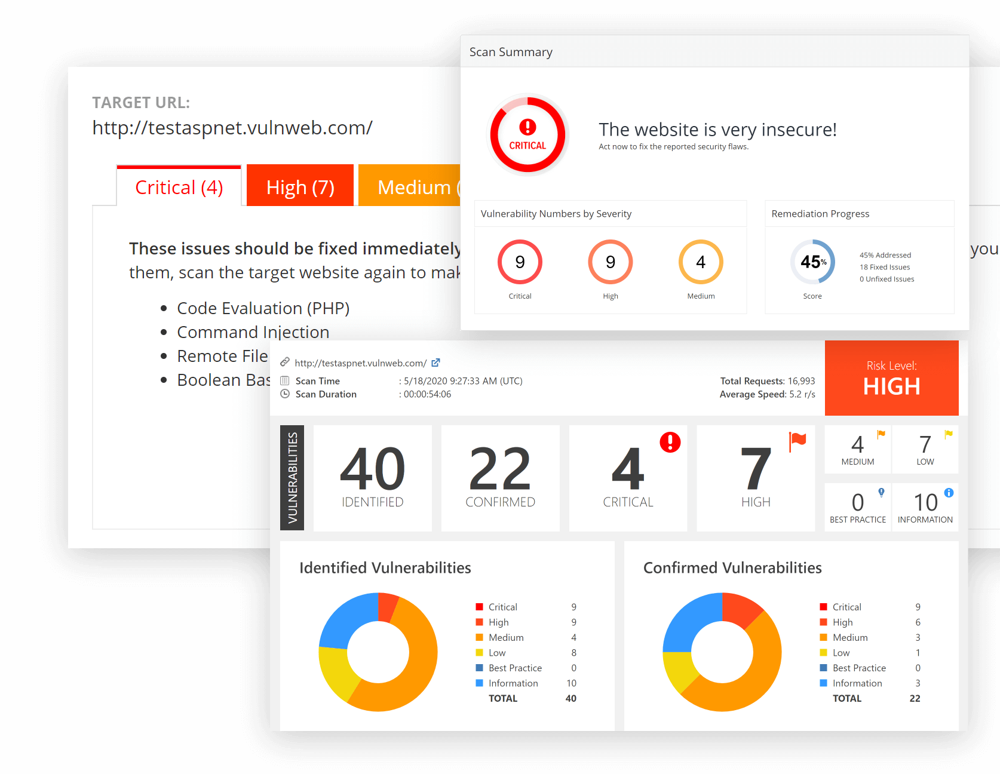 TARGET URL:
http://testaspnet.vulnweb.com/
Critical (4)
High (7)
Medium (
These issues should be fixed immediately
you
them, scan the target website again to
Code Evaluation (PHP)
Command Injection
Remote File
Boolean
Scan Summary
CRITICAL
The website is very insecure!
Act now to fix the reported security flaws.
Vulnerability Numbers by Severity
9
Critical
9
High
4
Medium
Remediation Progress
45%
Score
45% Addressed
18 Fixed Issues
0 Unfixed Issues
http://testaspnet.vulnweb.com/
Scan Time : 5/18/2020 9:27:33 AM (UTC)
Scan Duration : 00:00:54:06
Total Requests: 16,993
Average Speed: 5.2 r/s
Risk Level:
HIGH
VULNERABILITIES
40
IDENTIFIED
22
CONFIRMED
4
CRITICAL
7
HIGH
4
MEDIUM
7
LOW
0
BEST PRACTICE
10
INFORMATION
Identified Vulnerabilities
Critical 9
High 9
Medium 4
Low 8
Best Practice 0
Information 10
TOTAL 40
Confirmed Vulnerabilities
Critical 9
High 6
Medium 3
Low 1
Best Practice 0
Information 3
TOTAL 22